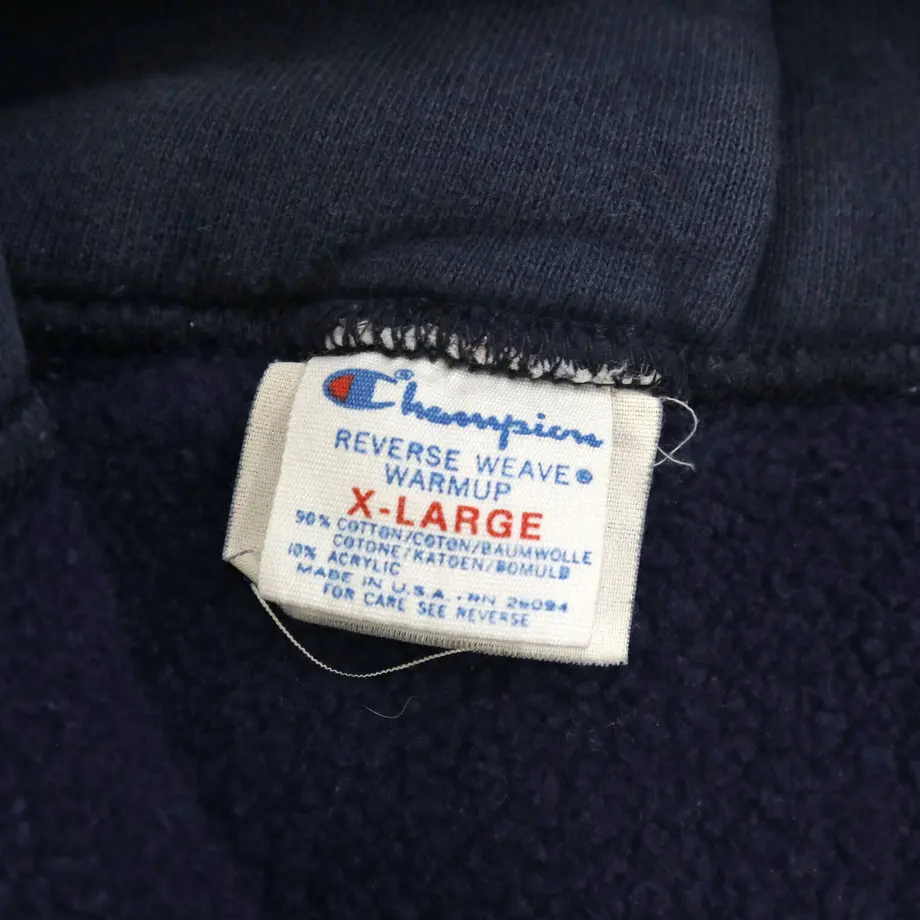 Champion®
REVERSE WEAVE®
WARMUP
X-LARGE
90% COTTON/COTON/BAUMWOLLE
COTONE/KATOEN/BOMULD
10% ACRYLIC
MADE IN U.S.A. · RN 26094
FOR CARE SEE REVERSE